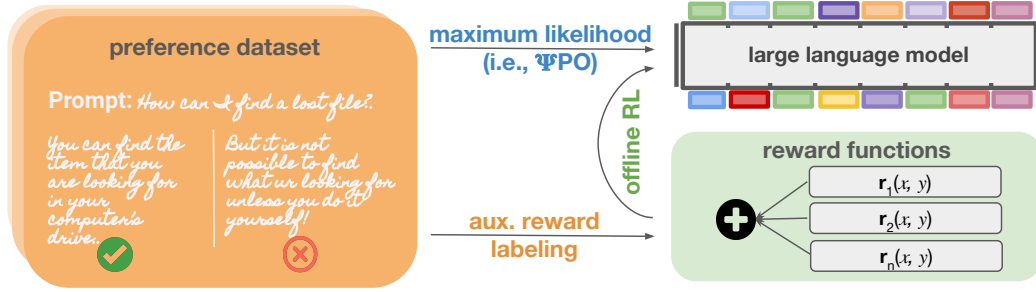 preference dataset
Prompt: How can I find a lost file?
You can find the
item that you
are looking for
in your
computer's
drive.
But it is not
possible to find
what ur looking for
unless you do it
yourself!
maximum likelihood
(i.e., ΨPO)
offline RL
aux. reward
labeling
large language model
reward functions
r₁(x, y)
r₂(x, y)
rₙ(x, y)